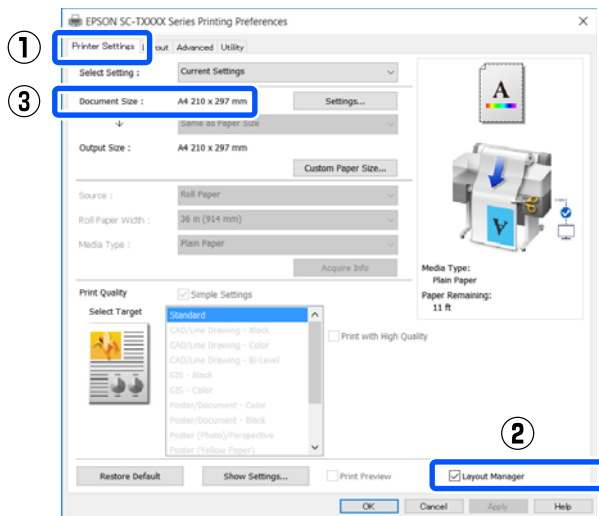 EPSON SC-TXXXX Series Printing Preferences
①
Printer Settings out Advanced Utility
Select Setting : Current Settings
③
Document Size : A4 210 x 297 mm Settings...
Same as Paper Size
Output Size : A4 210 x 297 mm
Custom Paper Size...
Source : Roll Paper
Roll Paper Width : 36 in (914 mm)
Media Type : Plain Paper
Acquire Info
A
A
Media Type:
Plain Paper
Paper Remaining:
11 ft
Print Quality Simple Settings
Select Target
Standard
CAD/Line Drawing - Black
CAD/Line Drawing - Color
CAD/Line Drawing - Bi-Level
GIS - Black
GIS - Color
Poster/Document - Color
Poster/Document - Black
Poster (Photo)/Perspective
Poster (Yellow Paper)
Print with High Quality
②
Restore Default Show Settings... Print Preview Layout Manager
OK Cancel Apply Help